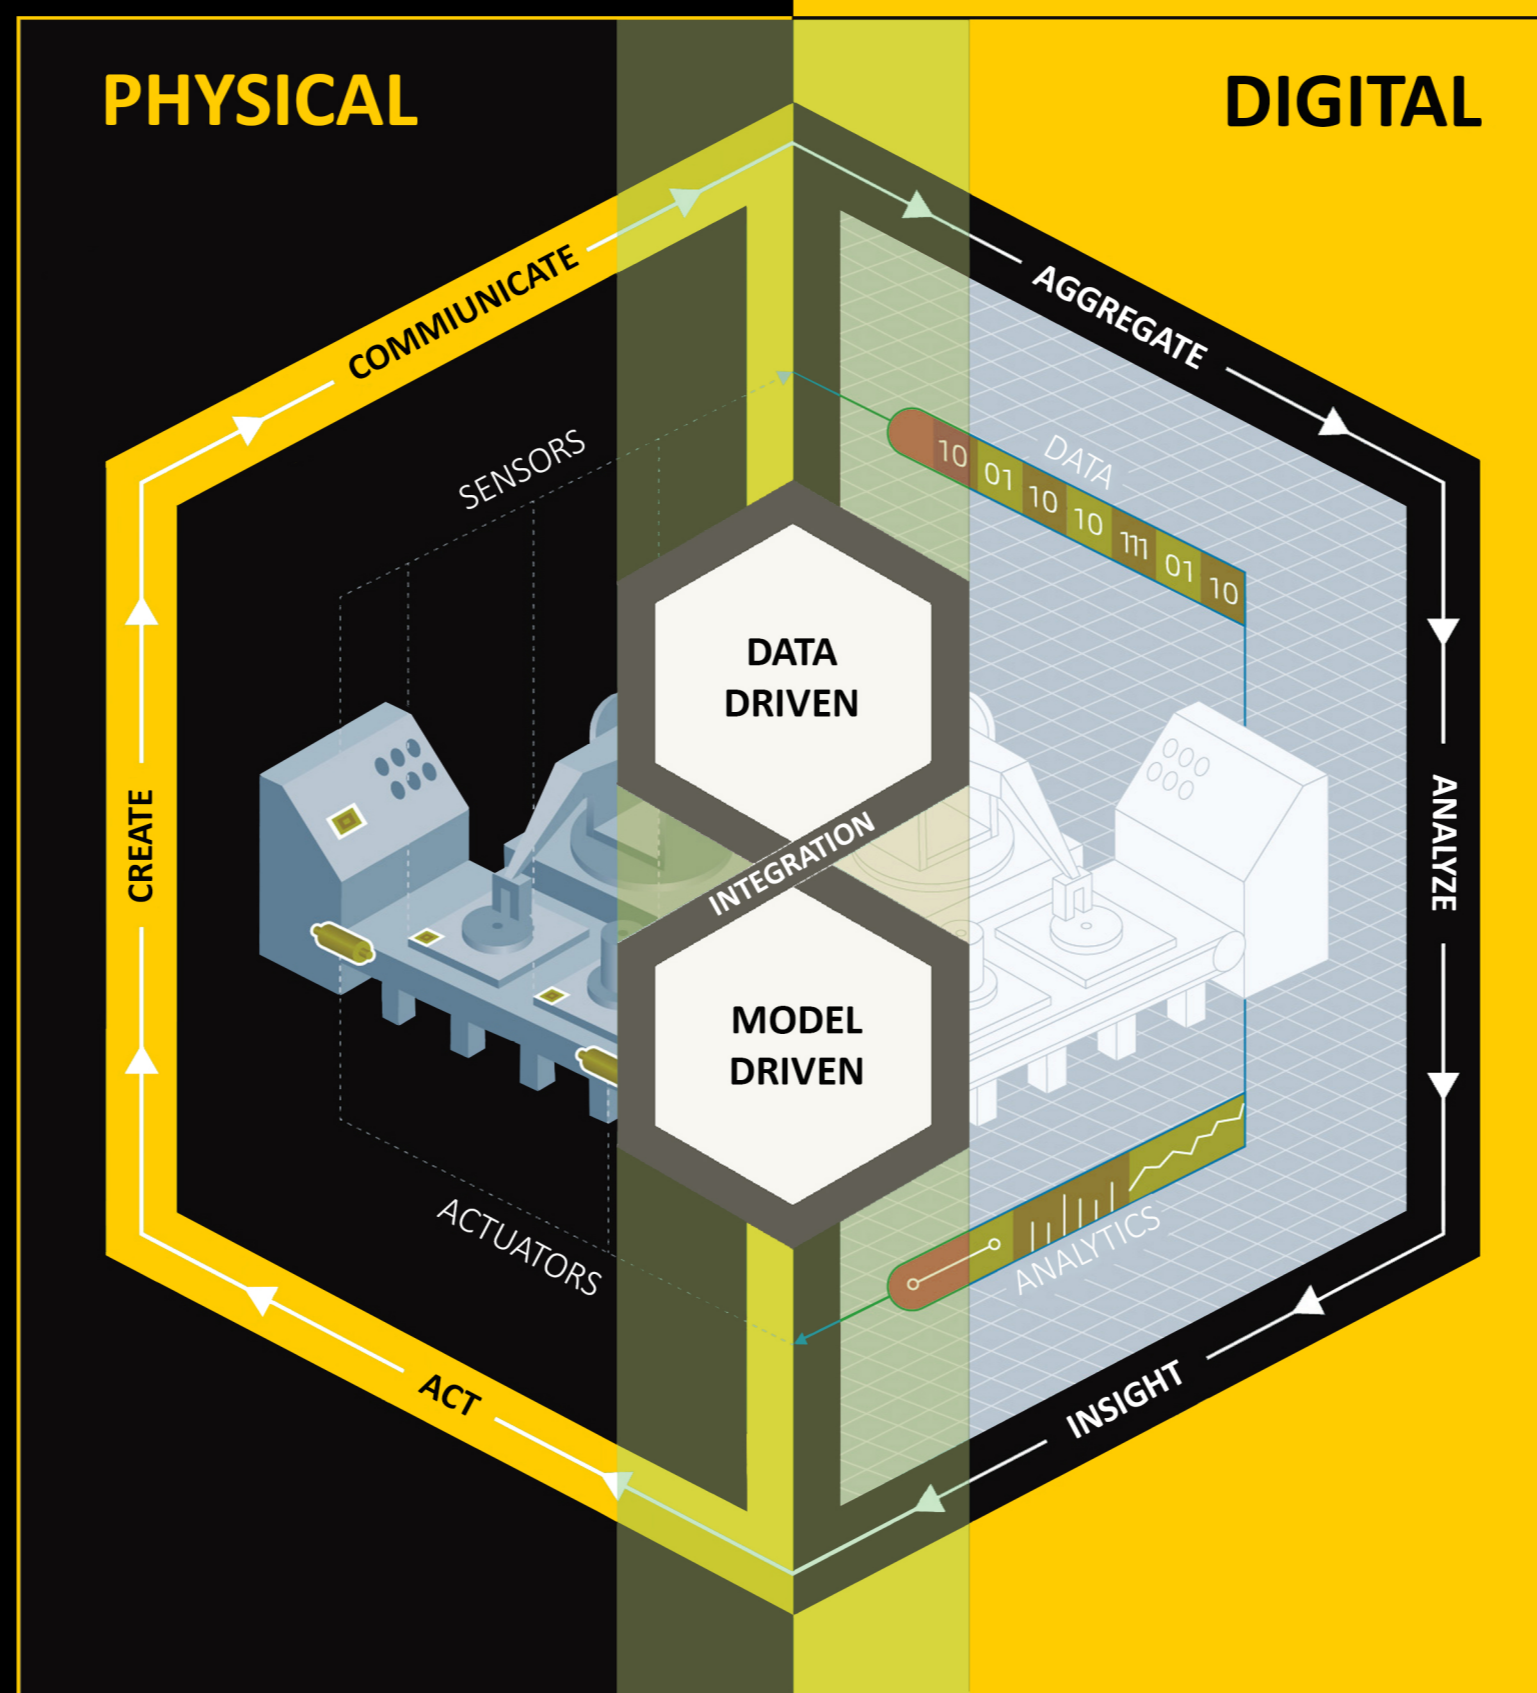 PHYSICAL
DIGITAL
COMMIUNICATE
AGGREGATE
SENSORS
DATA
10 01 10 10 111 01 10
DATA
DRIVEN
CREATE
INTEGRATION
ANALYZE
MODEL
DRIVEN
ACTUATORS
ANALYTICS
ACT
INSIGHT